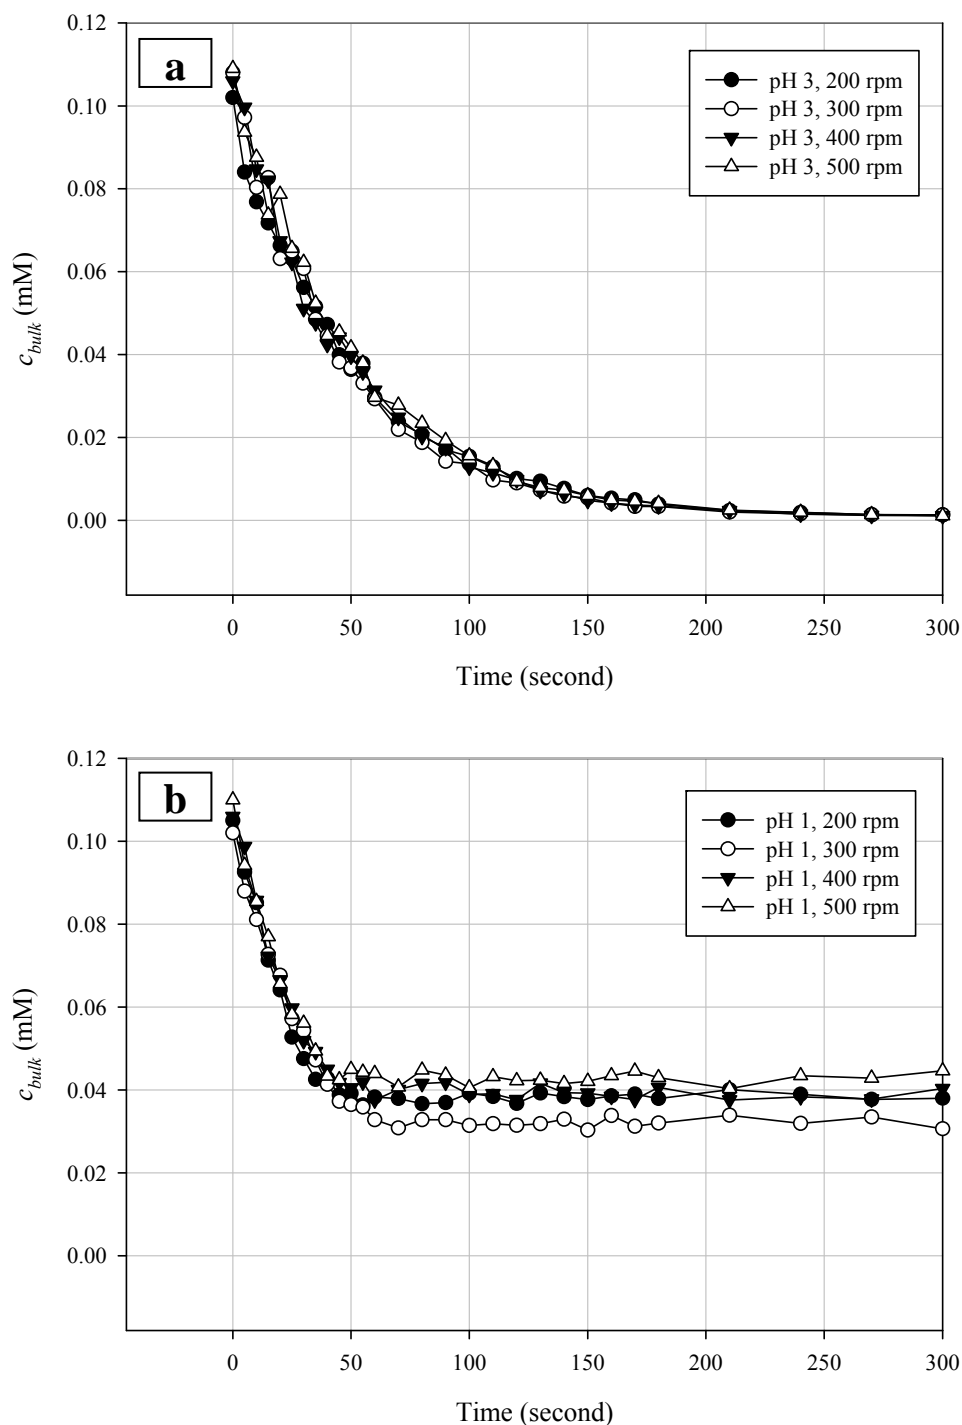 0.12
a
pH 3, 200 rpm
pH 3, 300 rpm
pH 3, 400 rpm
pH 3, 500 rpm
0.10
0.08
0.06
0.04
0.02
0.00
c_bulk (mM)
0 50 100 150 200 250 300
Time (second)
0.12
b
pH 1, 200 rpm
pH 1, 300 rpm
pH 1, 400 rpm
pH 1, 500 rpm
0.10
0.08
0.06
0.04
0.02
0.00
c_bulk (mM)
0 50 100 150 200 250 300
Time (second)